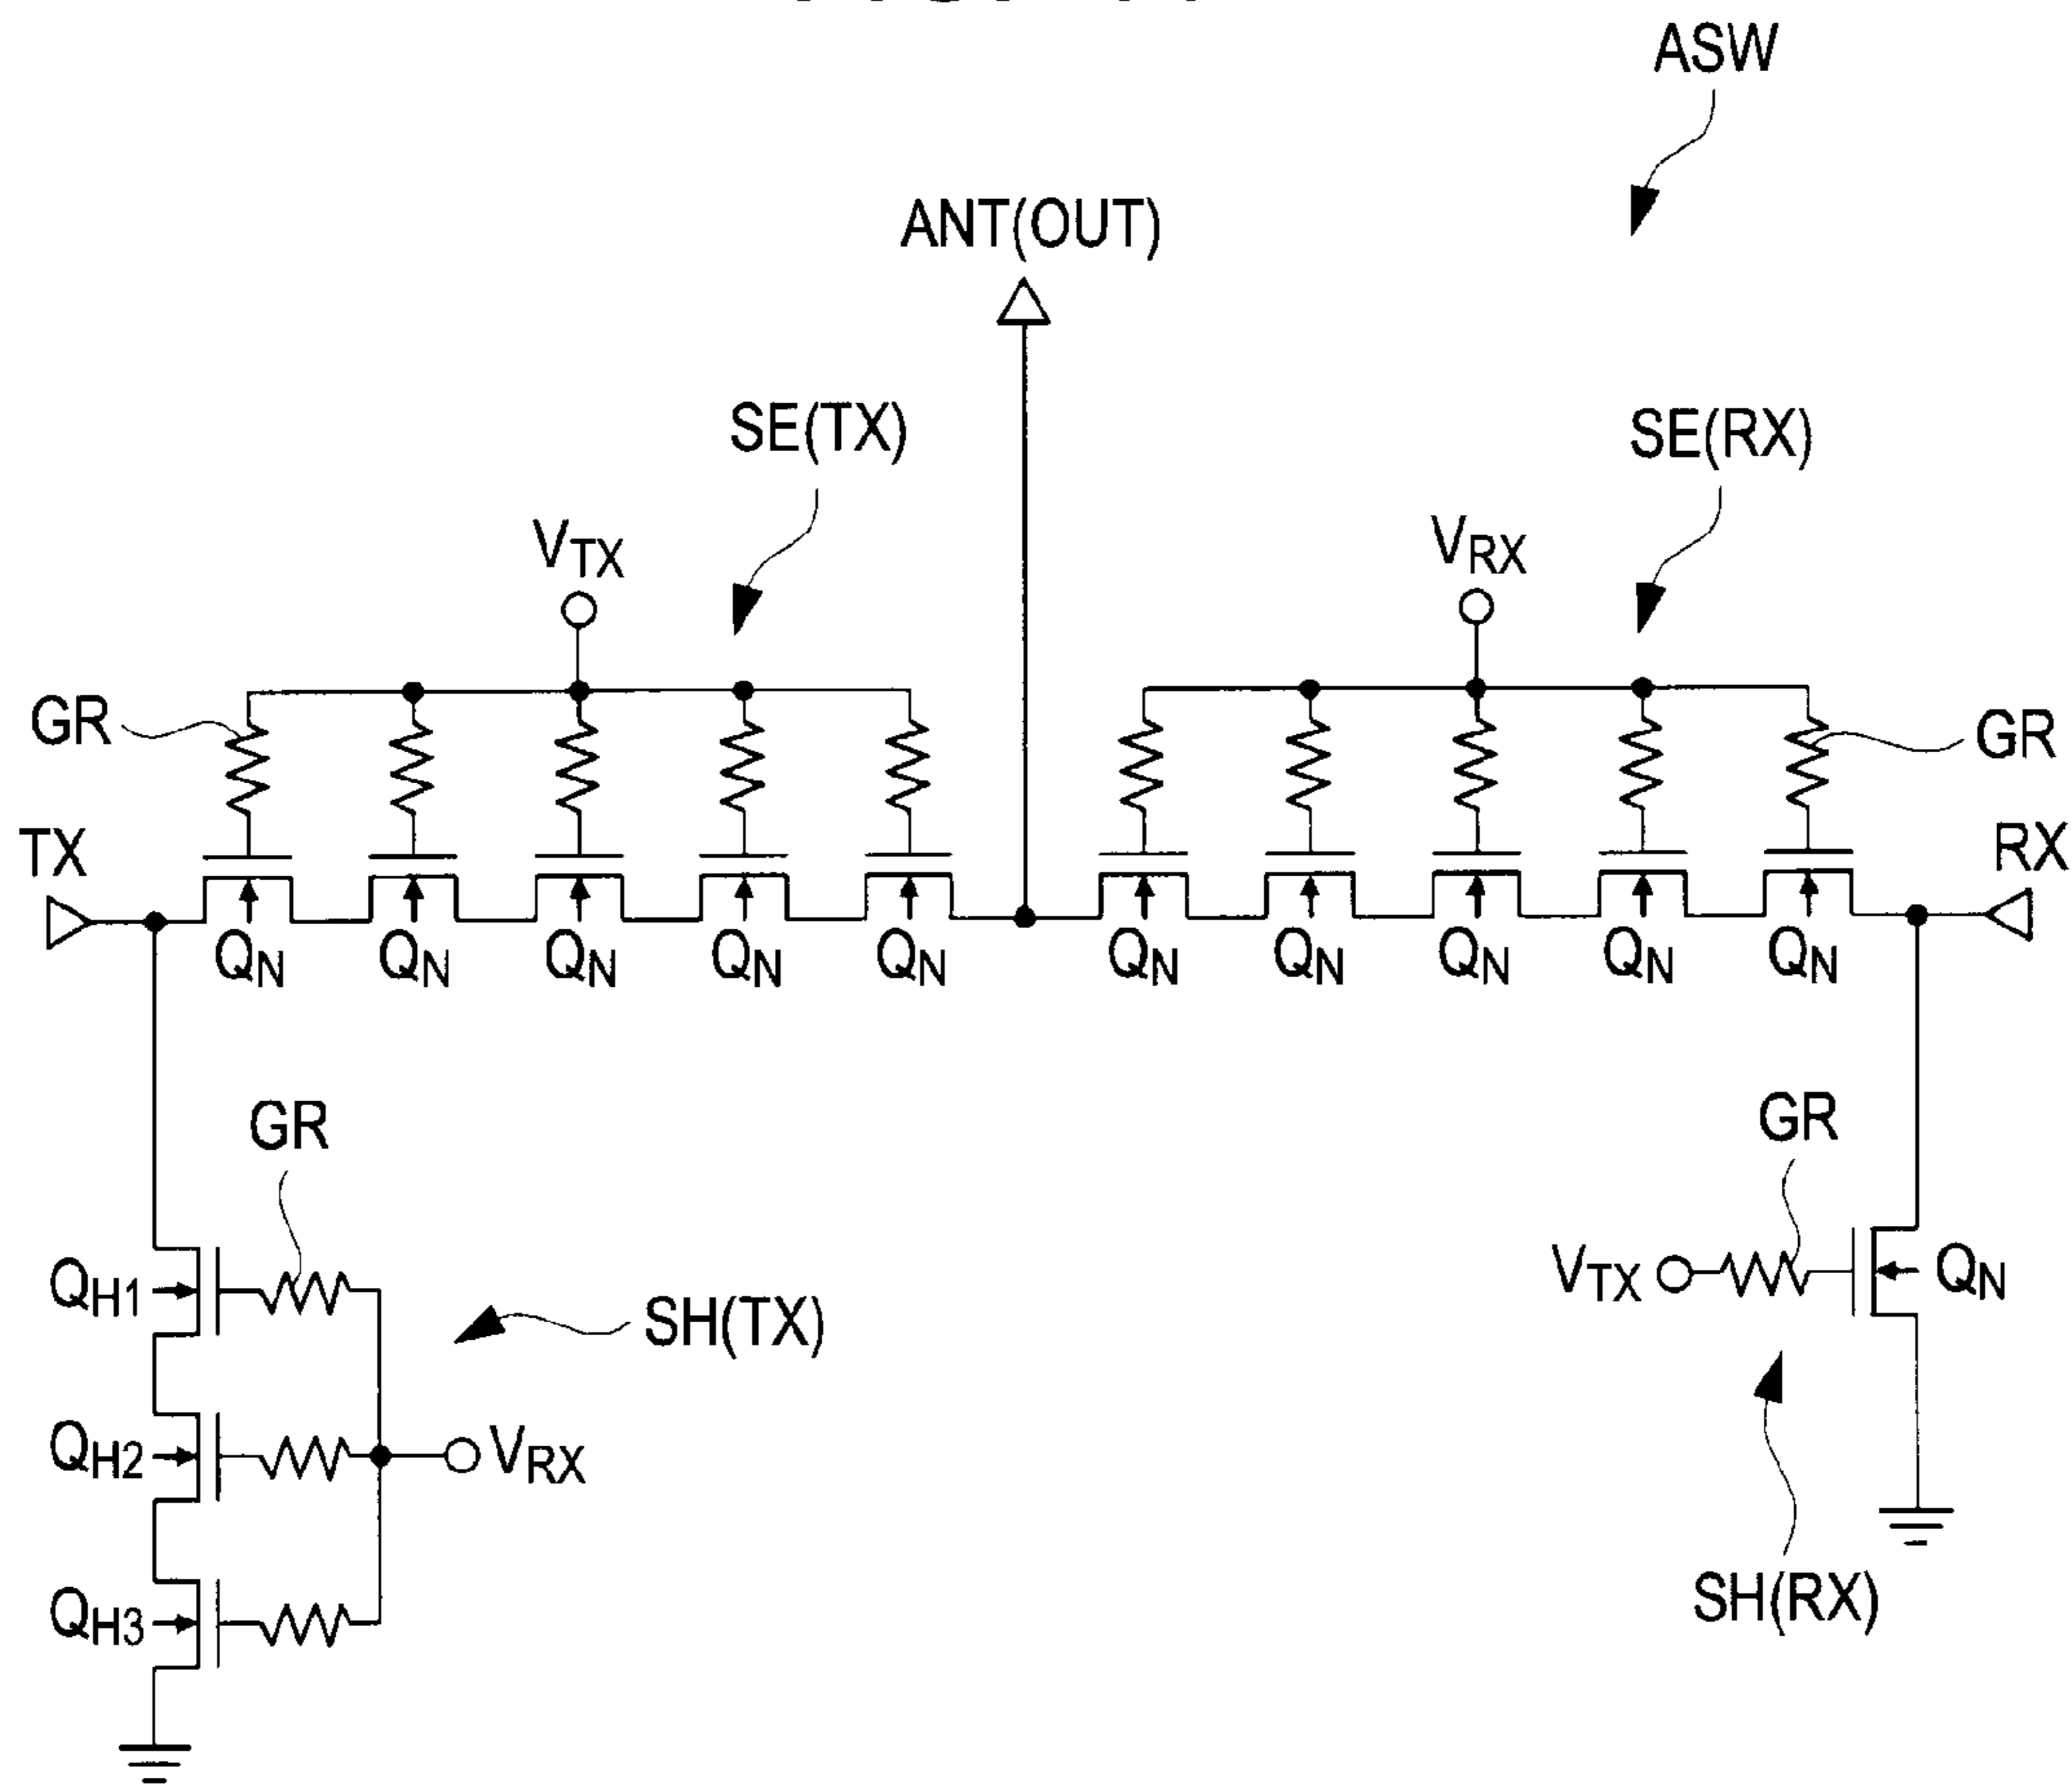 ASW
ANT(OUT)
SE(TX)
SE(RX)
VTX
VRX
GR
GR
TX
RX
QN QN QN QN QN QN QN QN QN QN
GR
GR
QH1
SH(TX)
VTX
QN
QH2
VRX
QH3
SH(RX)